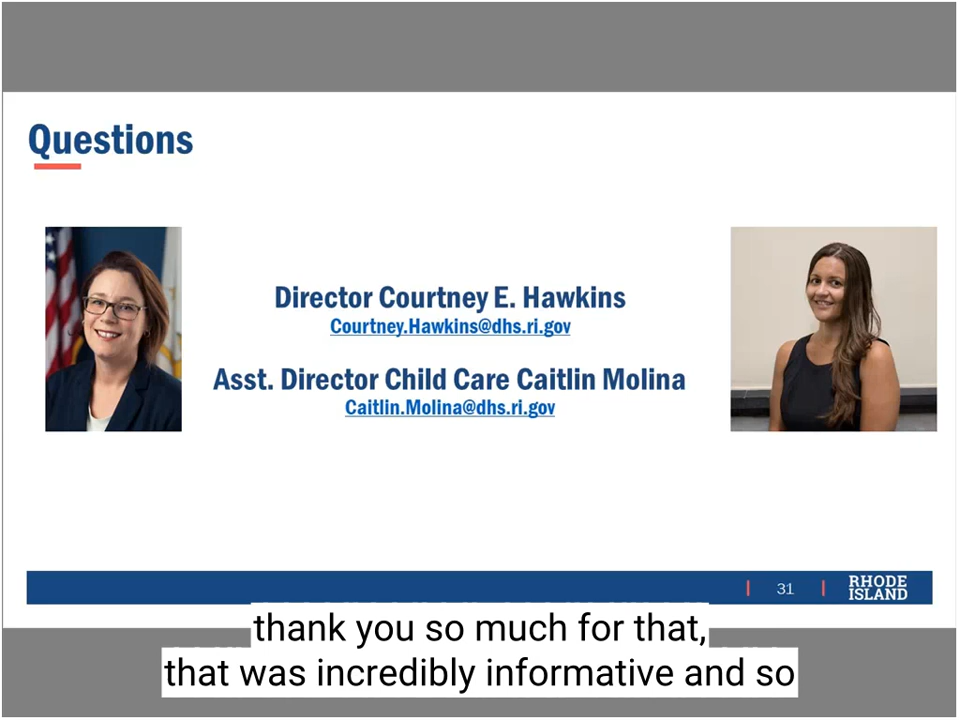 Questions
Director Courtney E. Hawkins
Courtney.Hawkins@dhs.ri.gov
Asst. Director Child Care Caitlin Molina
Caitlin.Molina@dhs.ri.gov
31
RHODE
ISLAND
thank you so much for that,
that was incredibly informative and so